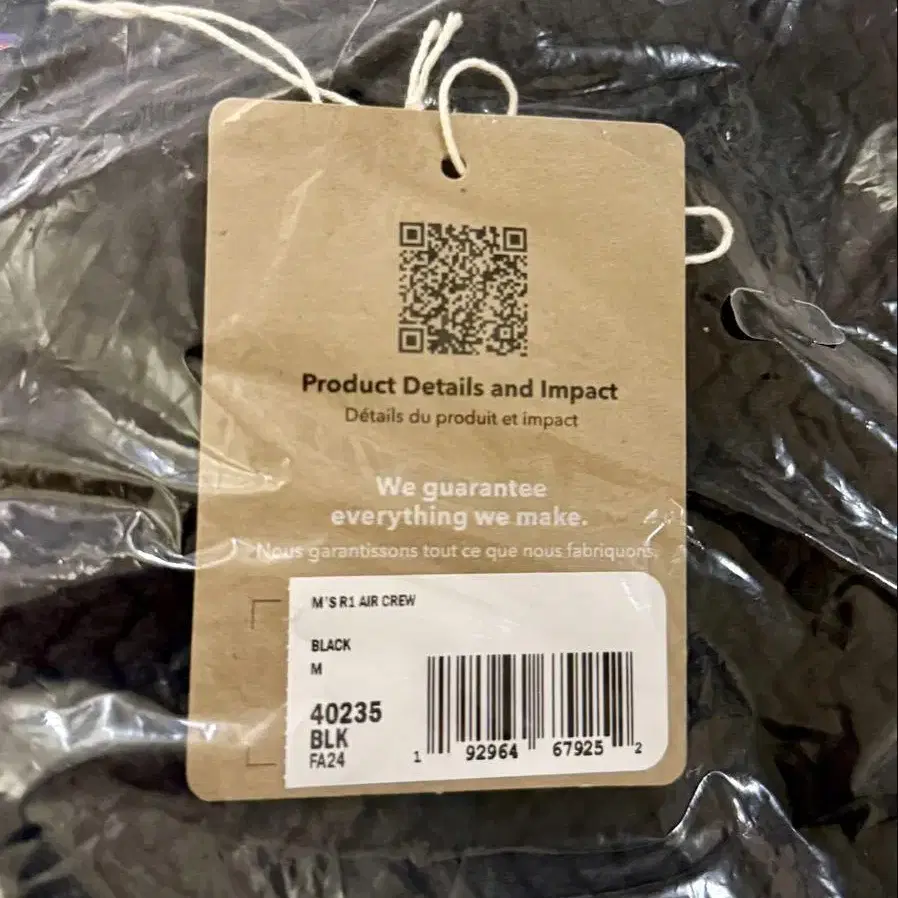 Product Details and Impact
Détails du produit et impact
We guarantee
everything we make.
Nous garantissons tout ce que nous fabriquons.
M'S R1 AIR CREW
BLACK
M
40235
BLK
FA24
1 92964 67925 2